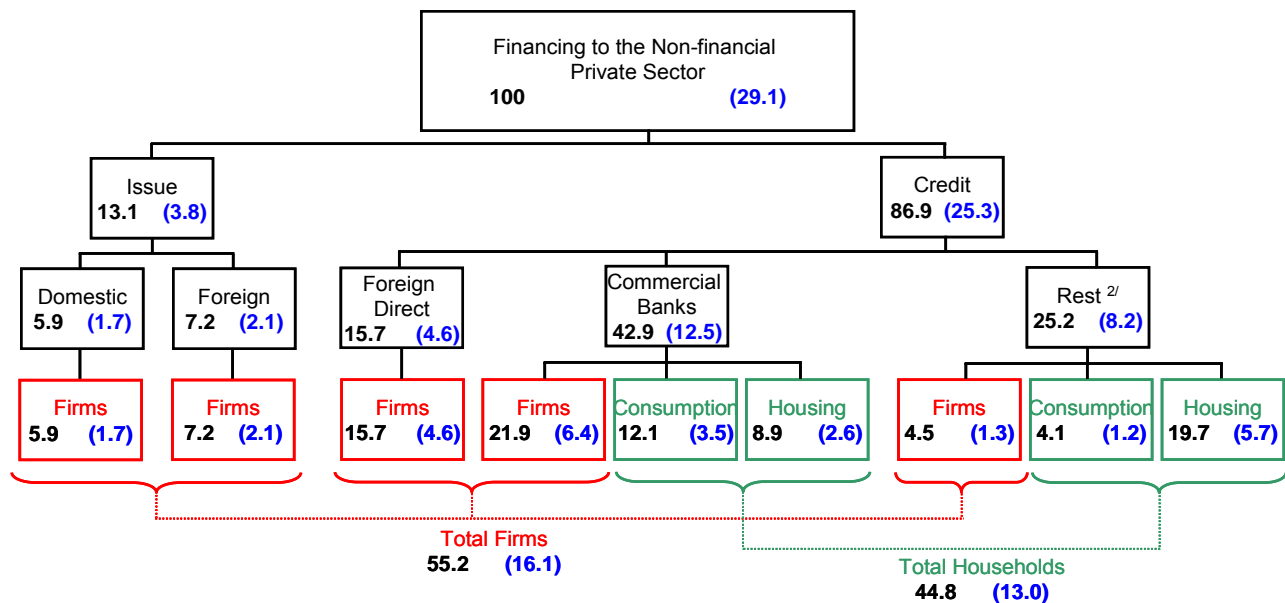 Financing to the Non-financial
Private Sector
100 (29.1)
Issue
13.1 (3.8)
Credit
86.9 (25.3)
Domestic
5.9 (1.7)
Foreign
7.2 (2.1)
Foreign
Direct
15.7 (4.6)
Commercial
Banks
42.9 (12.5)
Rest 2/
25.2 (8.2)
Firms
5.9 (1.7)
Firms
7.2 (2.1)
Firms
15.7 (4.6)
Firms
21.9 (6.4)
Consumption
12.1 (3.5)
Housing
8.9 (2.6)
Firms
4.5 (1.3)
Consumption
4.1 (1.2)
Housing
19.7 (5.7)
Total Firms
55.2 (16.1)
Total Households
44.8 (13.0)